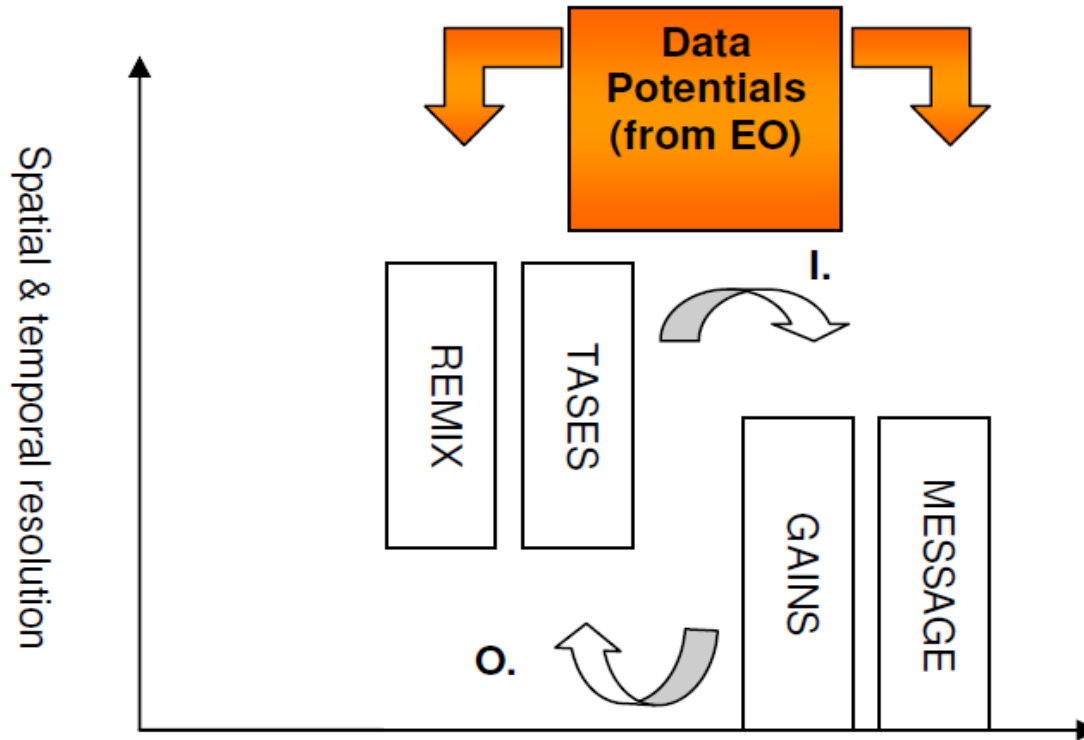 Data
Potentials
(from EO)
Spatial & temporal resolution
I.
REMIX
TASES
GAINS
MESSAGE
O.